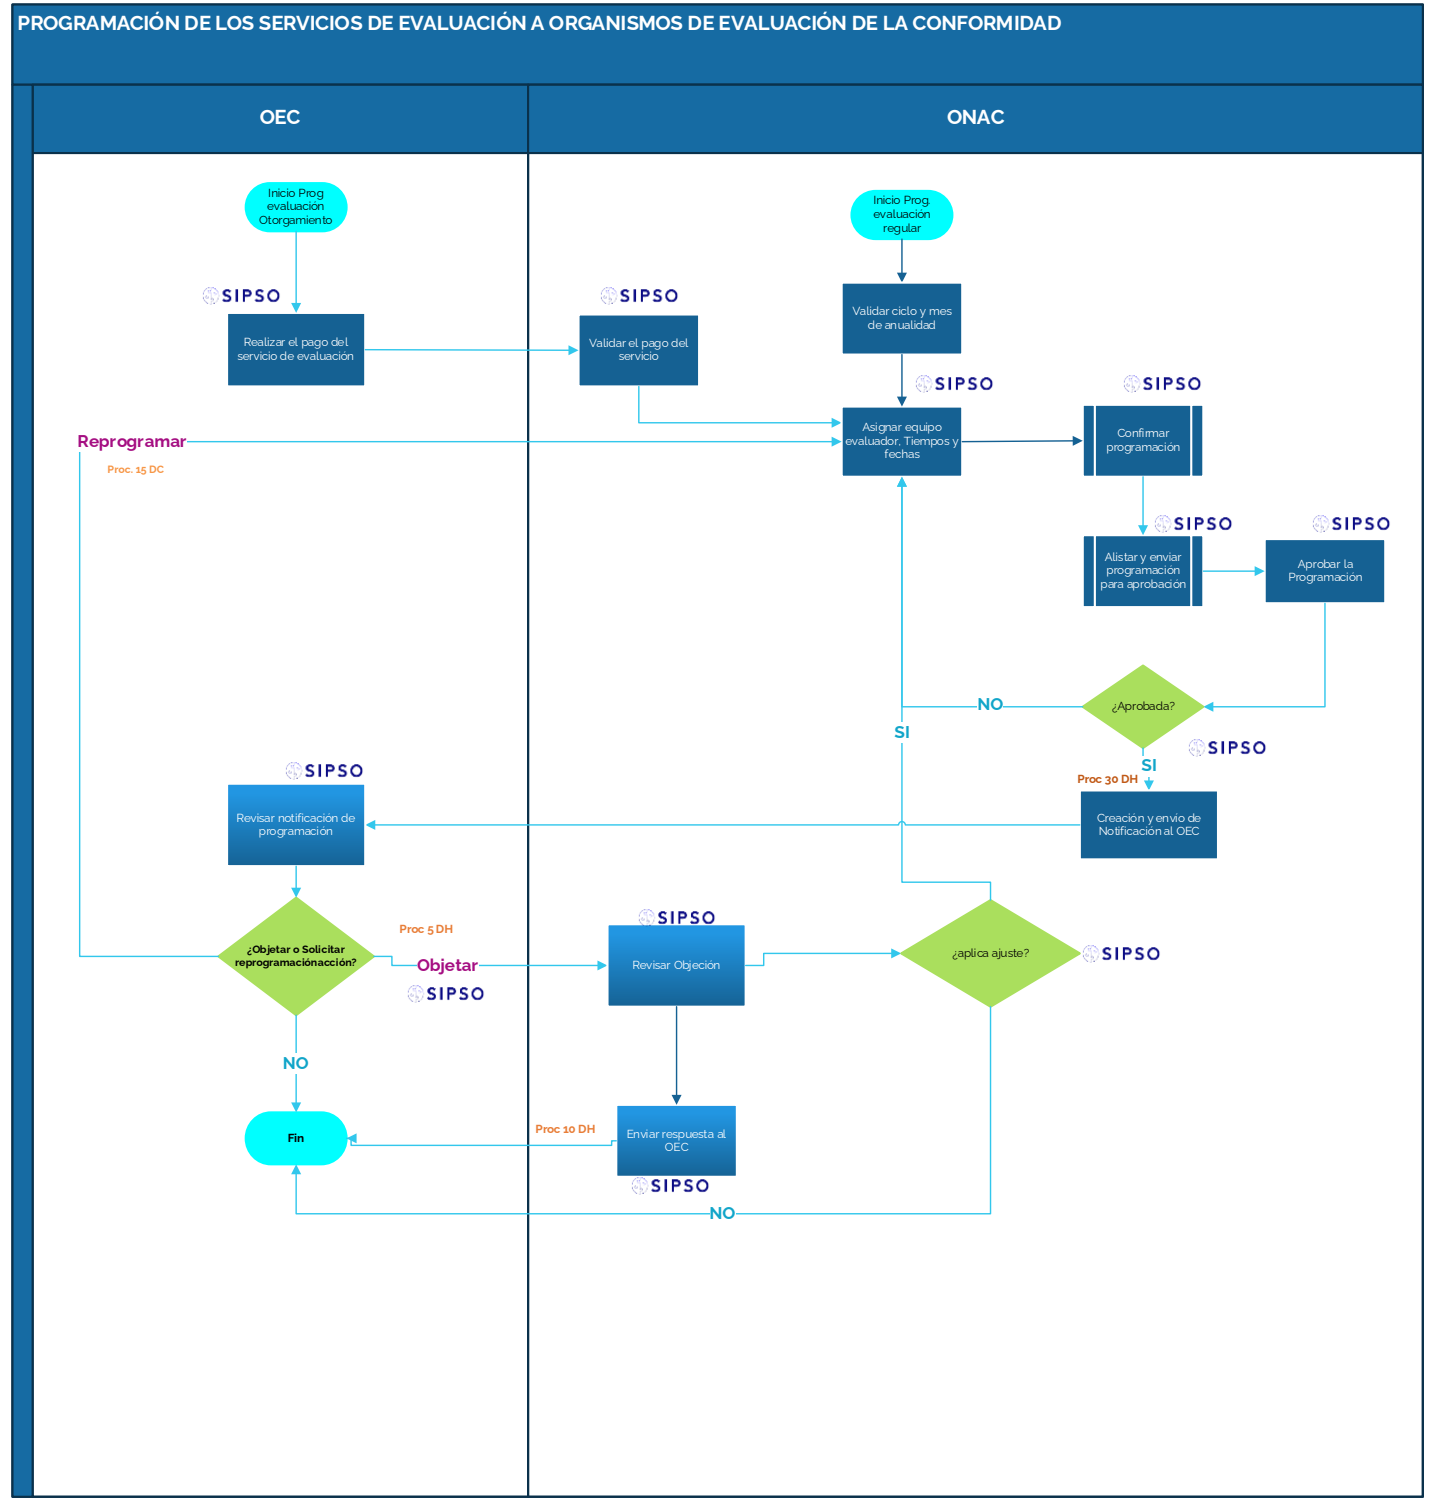 PROGRAMACIÓN DE LOS SERVICIOS DE EVALUACIÓN A ORGANISMOS DE EVALUACIÓN DE LA CONFORMIDAD
OEC
ONAC
Inicio Prog
evaluación
Otorgamiento
Inicio Prog.
evaluación
regular
SIPSO
Realizar el pago del
servicio de evaluación
SIPSO
Validar el pago del
servicio
Validar ciclo y mes
de anualidad
SIPSO
Asignar equipo
evaluador, Tiempos y
fechas
SIPSO
Confirmar
programación
Reprogramar
Proc. 15 DC
SIPSO
Alistar y enviar
programación
para aprobación
SIPSO
Aprobar la
Programación
¿Aprobada?
NO
SI
SIPSO
SI
Proc 30 DH
Creación y envío de
Notificación al OEC
SIPSO
Revisar notificación de
programación
¿Objetar o Solicitar
reprogramaciónacción?
Proc 5 DH
Objetar
SIPSO
SIPSO
Revisar Objeción
¿aplica ajuste?
SIPSO
NO
Fin
Proc 10 DH
Enviar respuesta al
OEC
SIPSO
NO